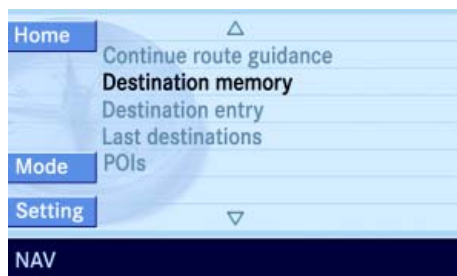 Home
Continue route guidance
Destination memory
Destination entry
Last destinations
Mode
POIs
Setting
NAV